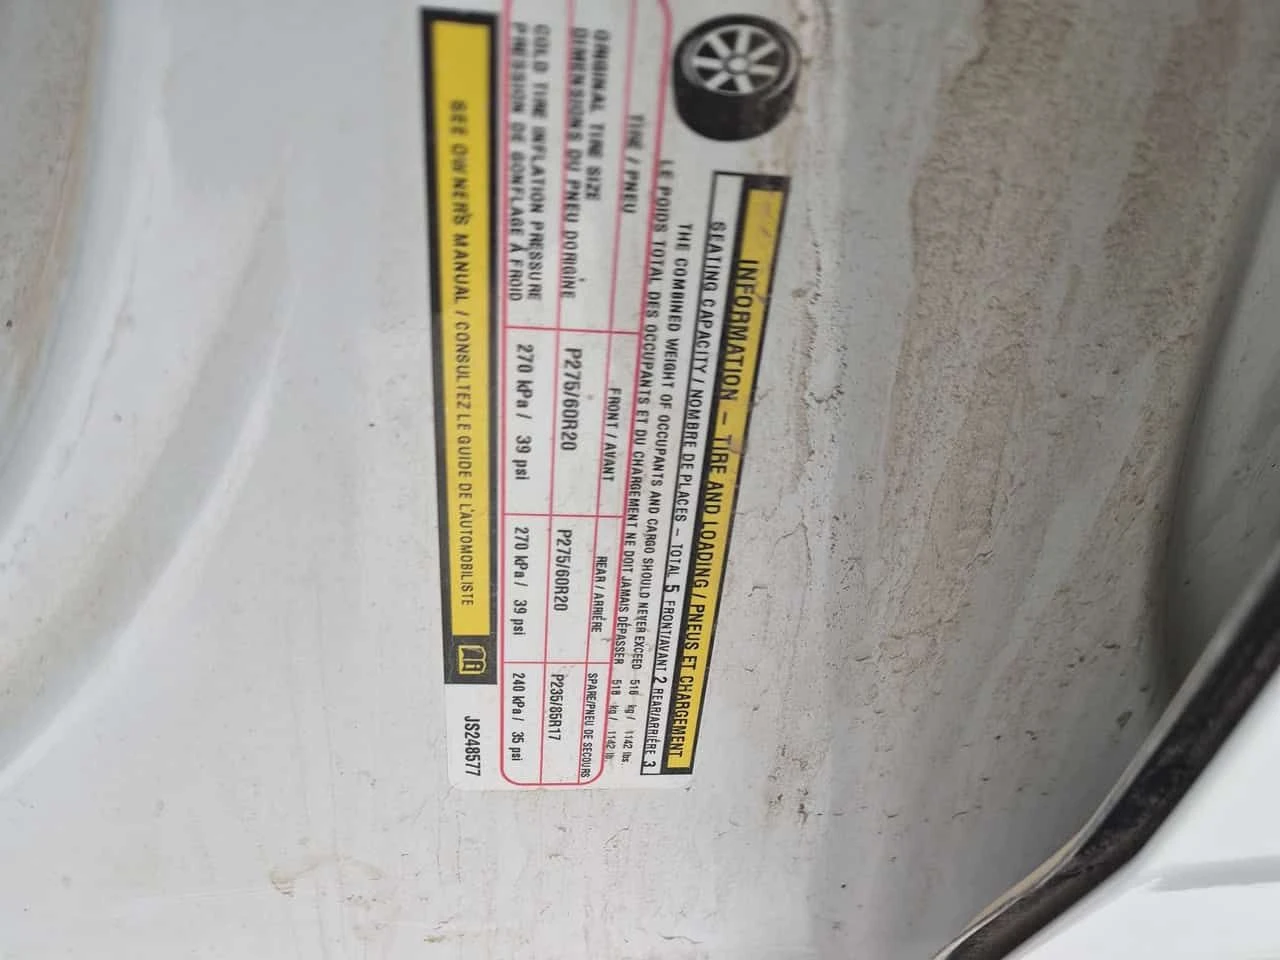 INFORMATION – TIRE AND LOADING / PNEUS ET CHARGEMENT
SEATING CAPACITY / NOMBRE DE PLACES – TOTAL 5 FRONT/AVANT 2 REAR/ARRIÈRE 3
THE COMBINED WEIGHT OF OCCUPANTS AND CARGO SHOULD NEVER EXCEED 518 kg / 1142 lbs.
LE POIDS TOTAL DES OCCUPANTS ET DU CHARGEMENT NE DOIT JAMAIS DÉPASSER 518 kg / 1142 lb.
TIRE / PNEU FRONT / AVANT REAR / ARRIÈRE SPARE/PNEU DE SECOURS
ORIGINAL TIRE SIZE
DIMENSIONS DU PNEU DORIGINE P275/60R20 P275/60R20 P235/85R17
COLD TIRE INFLATION PRESSURE
PRESSION DE GONFLAGE À FROID 270 kPa / 39 psi 270 kPa / 39 psi 240 kPa / 35 psi
SEE OWNER'S MANUAL / CONSULTEZ LE GUIDE DE L'AUTOMOBILISTE
JS248577